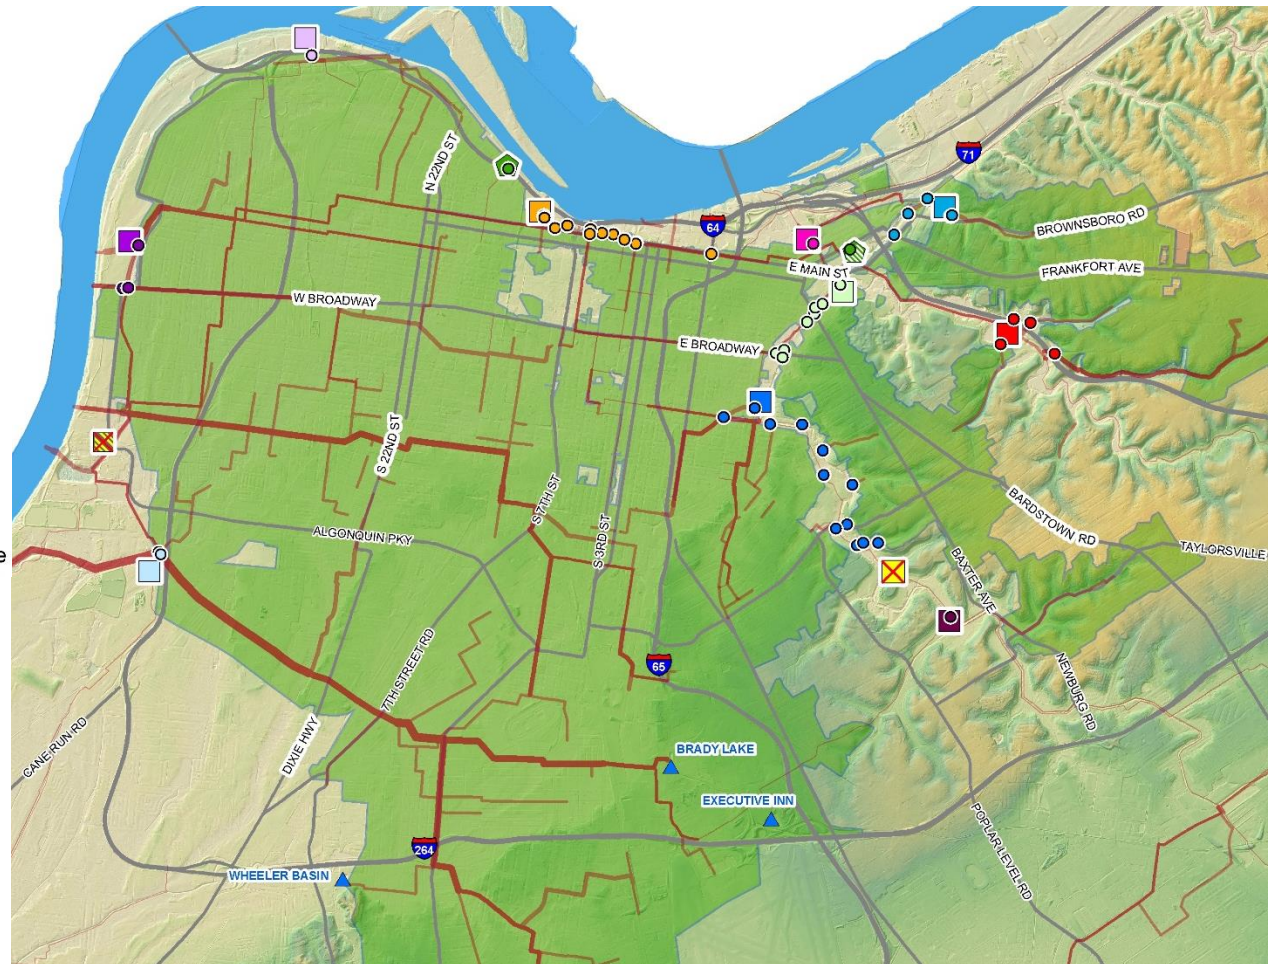 71
N 22ND ST
64
BROWNSBORO RD
E MAIN ST
FRANKFORT AVE
W BROADWAY
E BROADWAY
S 22ND ST
S 7TH ST
S 3RD ST
ALGONQUIN PKY
BARDSTOWN RD
TAYLORSVILLE
e
BAXTER AVE
65
7TH STREET RD
NEWBURG RD
DIXIE HWY
CANE RUN RD
BRADY LAKE
EXECUTIVE INN
POPLAR LEVEL RD
264
WHEELER BASIN